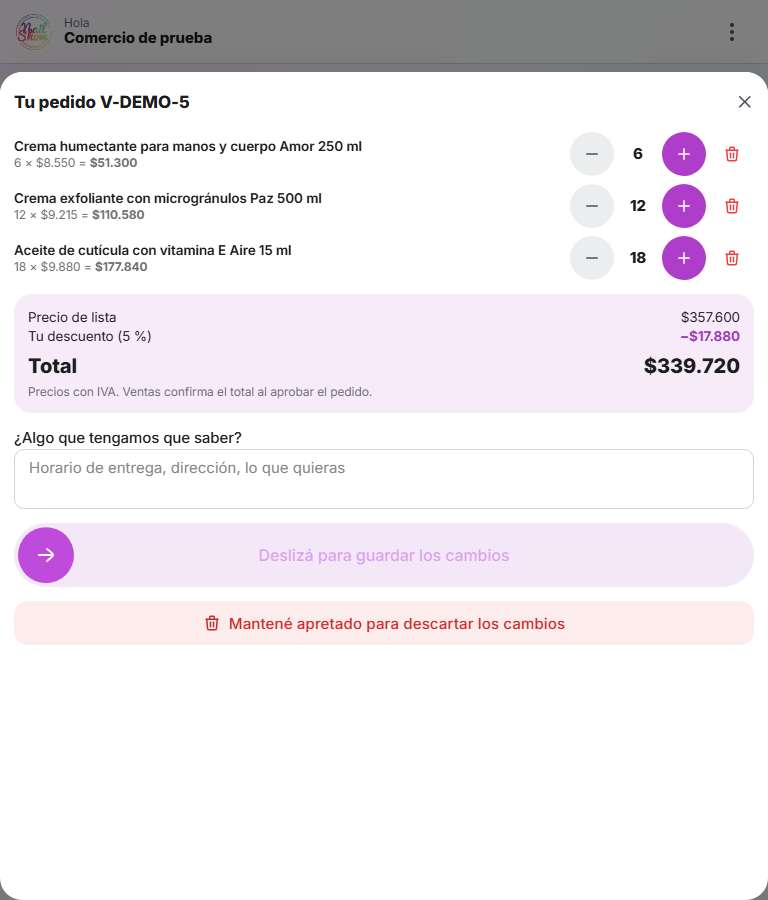 Nail
Show
Hola
Comercio de prueba
Tu pedido V-DEMO-5
Crema humectante para manos y cuerpo Amor 250 ml
6 × $8.550 = $51.300
6
Crema exfoliante con microgránulos Paz 500 ml
12 × $9.215 = $110.580
12
Aceite de cutícula con vitamina E Aire 15 ml
18 × $9.880 = $177.840
18
Precio de lista $357.600
Tu descuento (5 %) −$17.880
Total $339.720
Precios con IVA. Ventas confirma el total al aprobar el pedido.
¿Algo que tengamos que saber?
Horario de entrega, dirección, lo que quieras
Deslizá para guardar los cambios
Mantené apretado para descartar los cambios